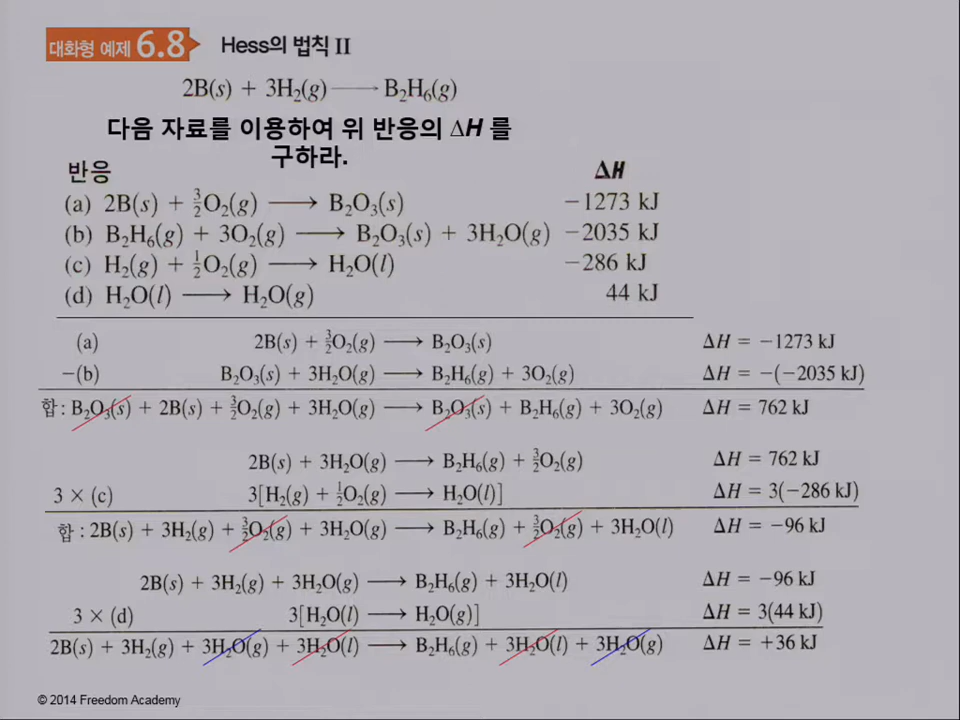 대화형 예제 6.8 Hess의 법칙 II
2B(s) + 3H₂(g) ⟶ B₂H₆(g)
다음 자료를 이용하여 위 반응의 ΔH 를
구하라.
반응 ΔH
(a) 2B(s) + 3/2O₂(g) ⟶ B₂O₃(s) −1273 kJ
(b) B₂H₆(g) + 3O₂(g) ⟶ B₂O₃(s) + 3H₂O(g) −2035 kJ
(c) H₂(g) + 1/2O₂(g) ⟶ H₂O(l) −286 kJ
(d) H₂O(l) ⟶ H₂O(g) 44 kJ
(a) 2B(s) + 3/2O₂(g) ⟶ B₂O₃(s) ΔH = −1273 kJ
−(b) B₂O₃(s) + 3H₂O(g) ⟶ B₂H₆(g) + 3O₂(g) ΔH = −(−2035 kJ)
합 : B₂O₃(s) + 2B(s) + 3/2O₂(g) + 3H₂O(g) ⟶ B₂O₃(s) + B₂H₆(g) + 3O₂(g) ΔH = 762 kJ
2B(s) + 3H₂O(g) ⟶ B₂H₆(g) + 3/2O₂(g) ΔH = 762 kJ
3 × (c) 3[H₂(g) + 1/2O₂(g) ⟶ H₂O(l)] ΔH = 3(−286 kJ)
합 : 2B(s) + 3H₂(g) + 3/2O₂(g) + 3H₂O(g) ⟶ B₂H₆(g) + 3/2O₂(g) + 3H₂O(l) ΔH = −96 kJ
2B(s) + 3H₂(g) + 3H₂O(g) ⟶ B₂H₆(g) + 3H₂O(l) ΔH = −96 kJ
3 × (d) 3[H₂O(l) ⟶ H₂O(g)] ΔH = 3(44 kJ)
2B(s) + 3H₂(g) + 3H₂O(g) + 3H₂O(l) ⟶ B₂H₆(g) + 3H₂O(l) + 3H₂O(g) ΔH = +36 kJ
© 2014 Freedom Academy